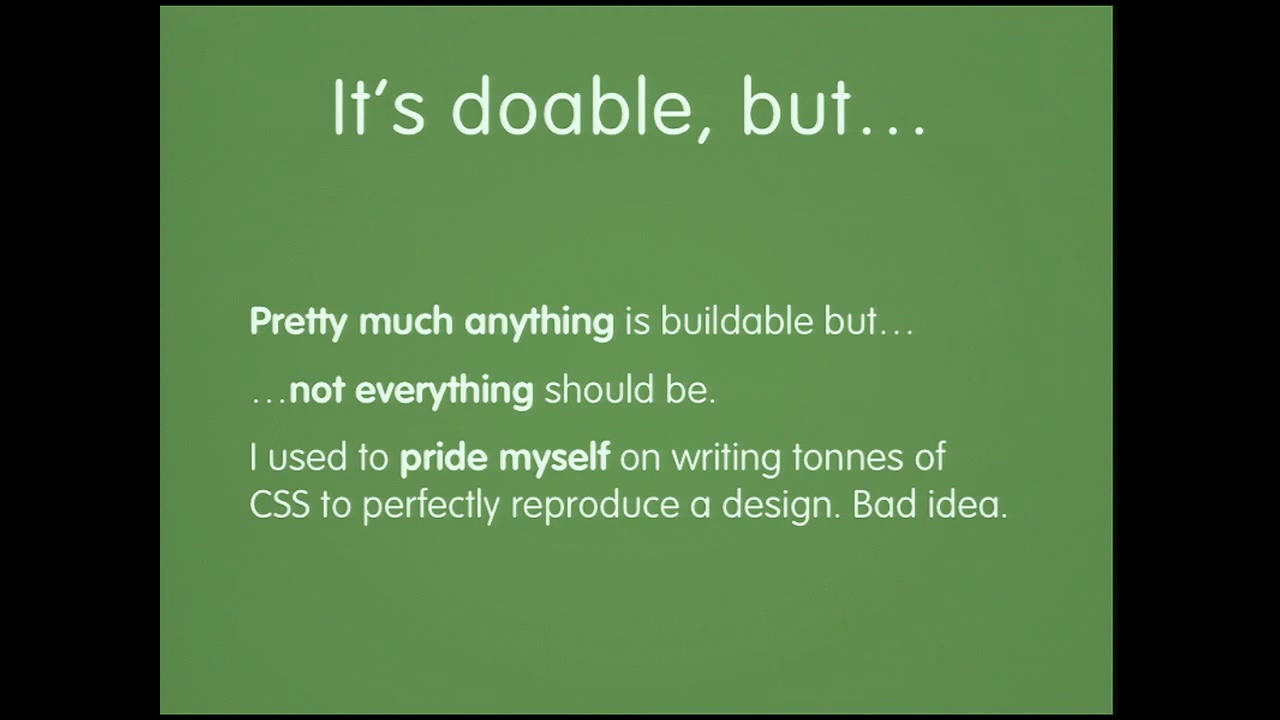 It’s doable, but…
Pretty much anything is buildable but…
…not everything should be.
I used to pride myself on writing tonnes of
CSS to perfectly reproduce a design. Bad idea.